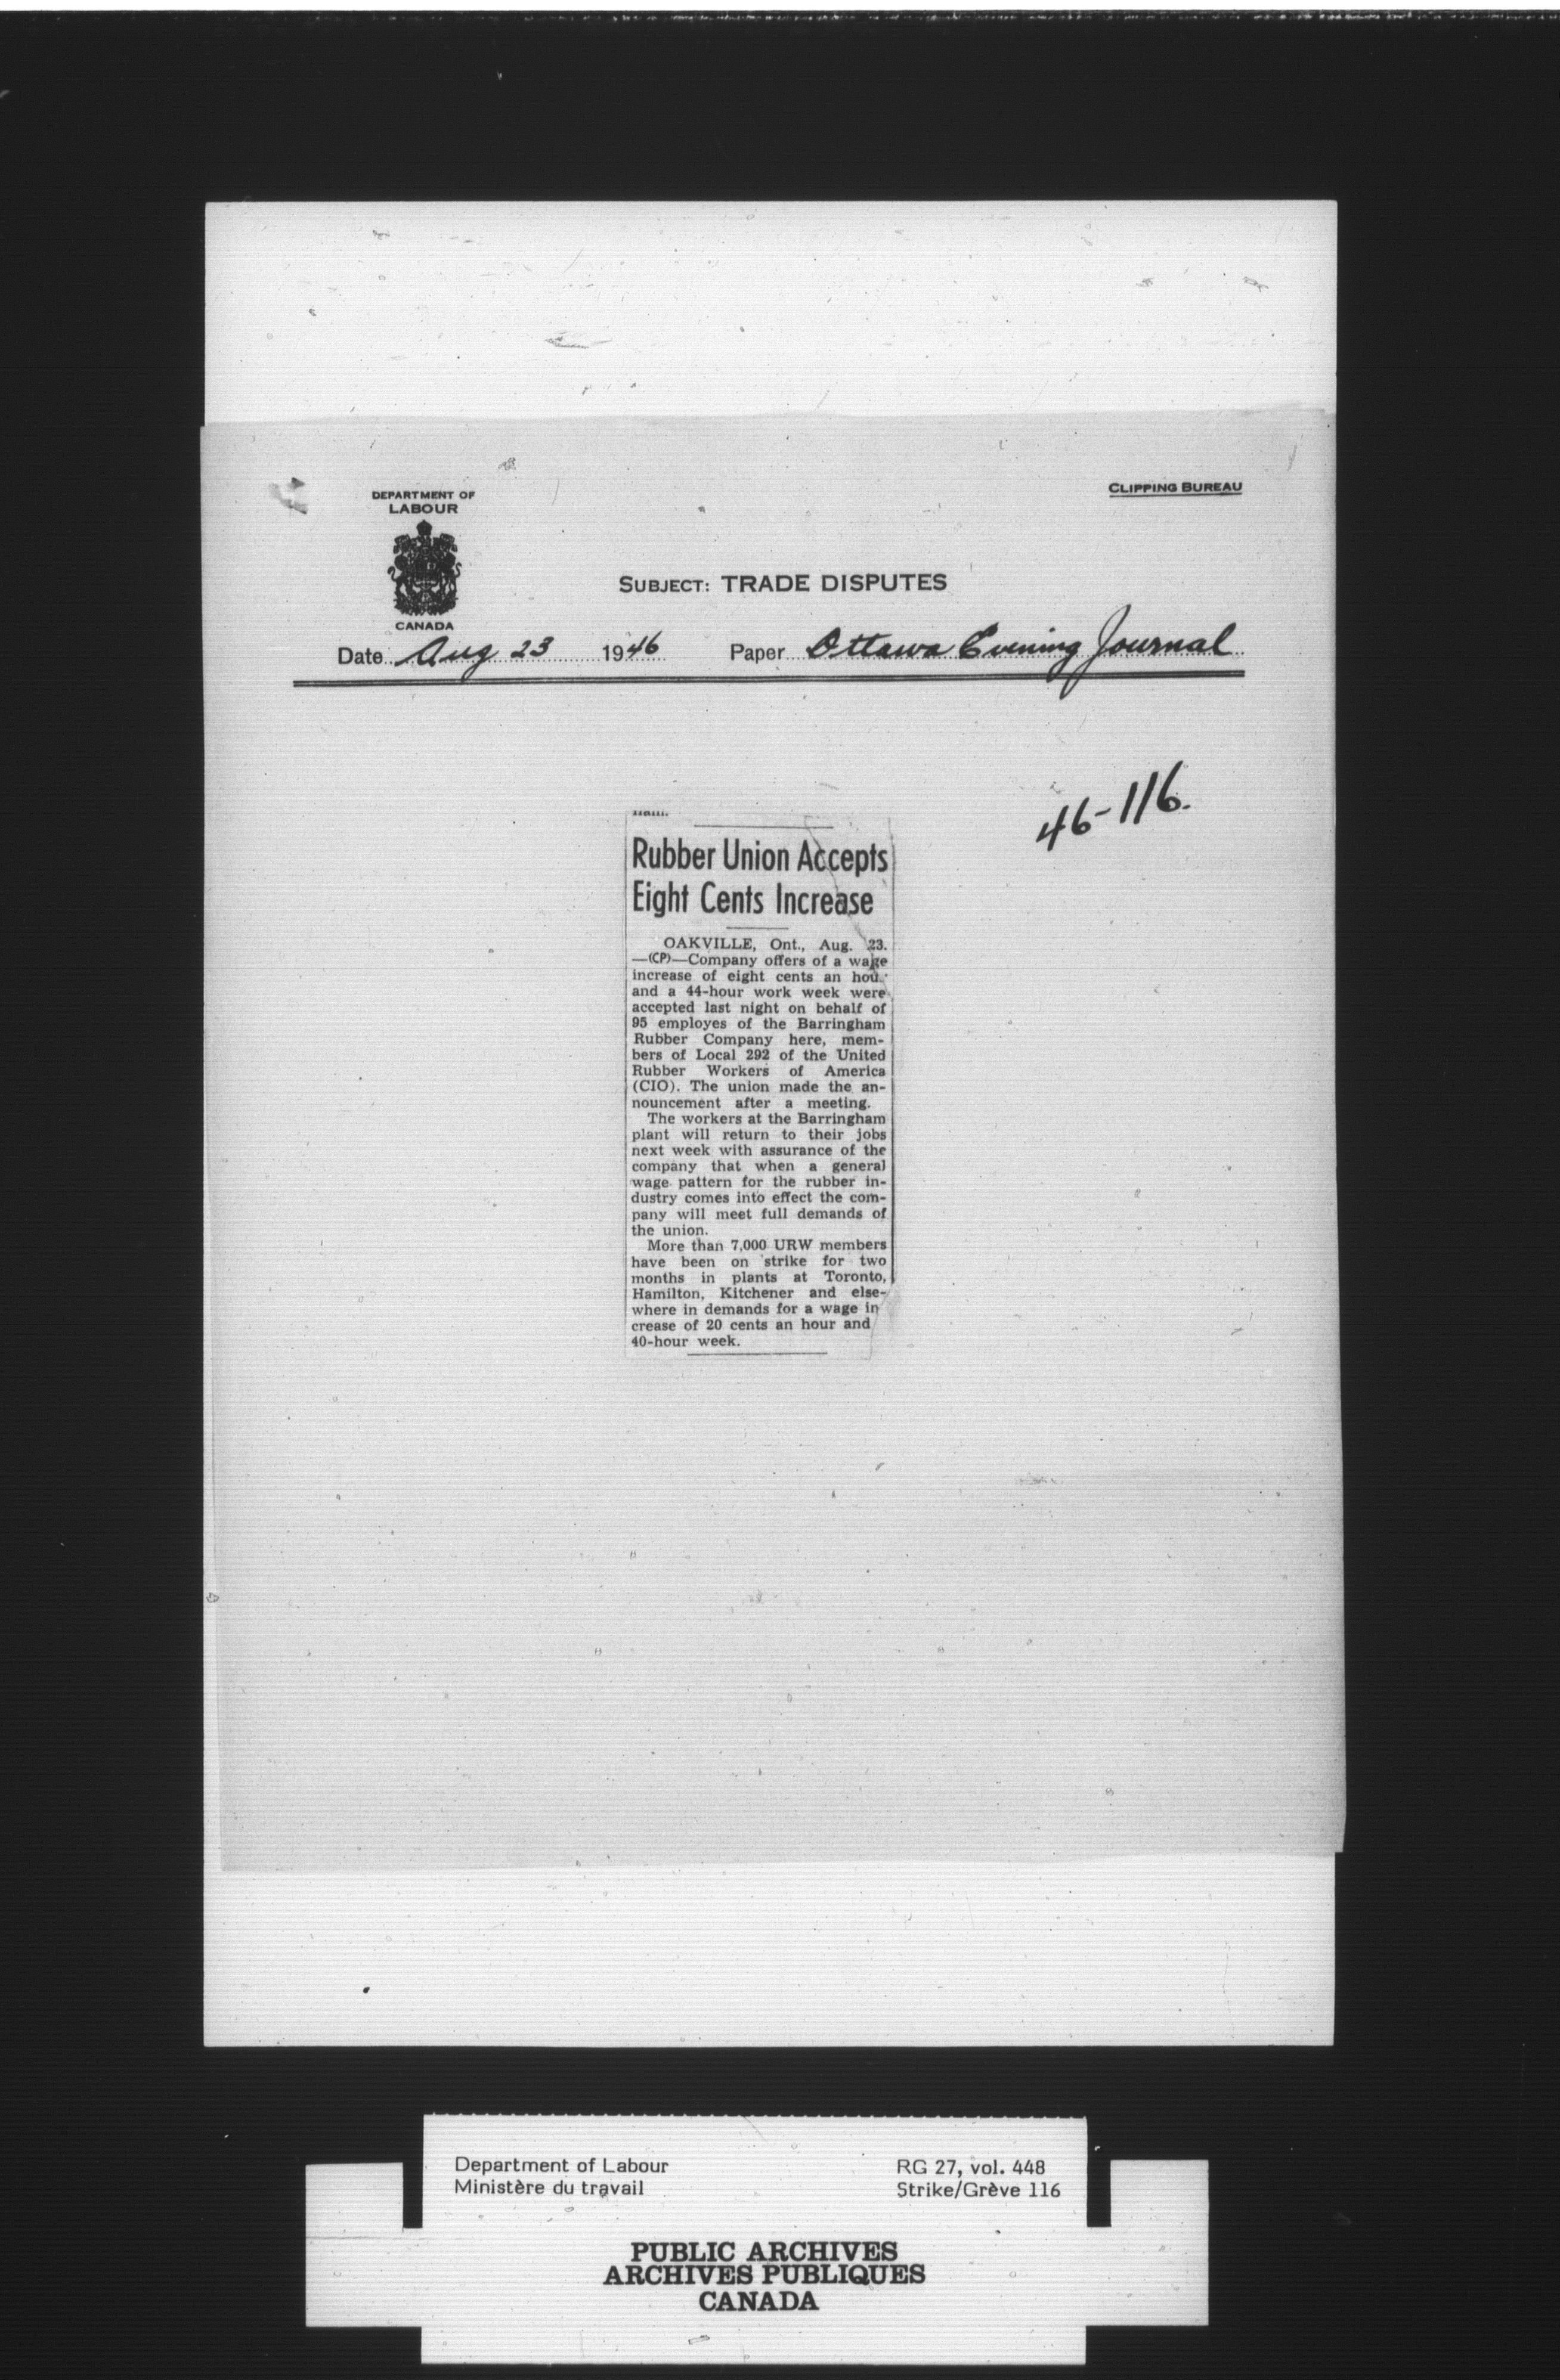 DEPARTMENT OF
LABOUR
CANADA
CLIPPING BUREAU
SUBJECT: TRADE DISPUTES
Date Aug 23 1946 Paper Ottawa Evening Journal
46-116.
Rubber Union Accepts
Eight Cents Increase
OAKVILLE, Ont., Aug. 23.
—(CP)—Company offers of a wage
increase of eight cents an hou
and a 44-hour work week were
accepted last night on behalf of
95 employes of the Barringham
Rubber Company here, mem-
bers of Local 292 of the United
Rubber Workers of America
(CIO). The union made the an-
nouncement after a meeting.
The workers at the Barringham
plant will return to their jobs
next week with assurance of the
company that when a general
wage pattern for the rubber in-
dustry comes into effect the com-
pany will meet full demands of
the union.
More than 7,000 URW members
have been on strike for two
months in plants at Toronto,
Hamilton, Kitchener and else-
where in demands for a wage in
crease of 20 cents an hour and
40-hour week.
Department of Labour
Ministère du travail
RG 27, vol. 448
Strike/Grève 116
PUBLIC ARCHIVES
ARCHIVES PUBLIQUES
CANADA